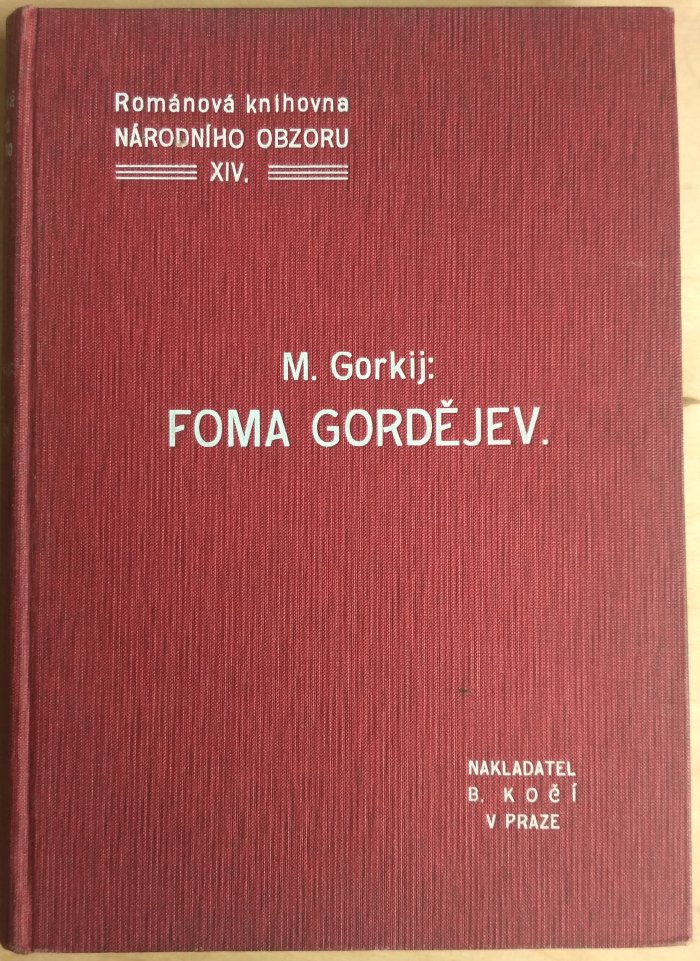 Románová knihovna
NÁRODNÍHO OBZORU
XIV.
M. Gorkij:
FOMA GORDĚJEV.
NAKLADATEL
B. KOČÍ
V PRAZE